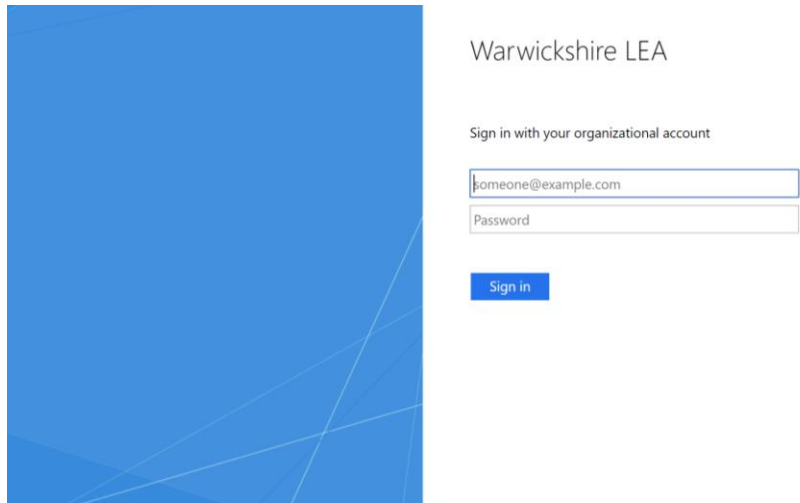 Warwickshire LEA
Sign in with your organizational account
someone@example.com
Password
Sign in